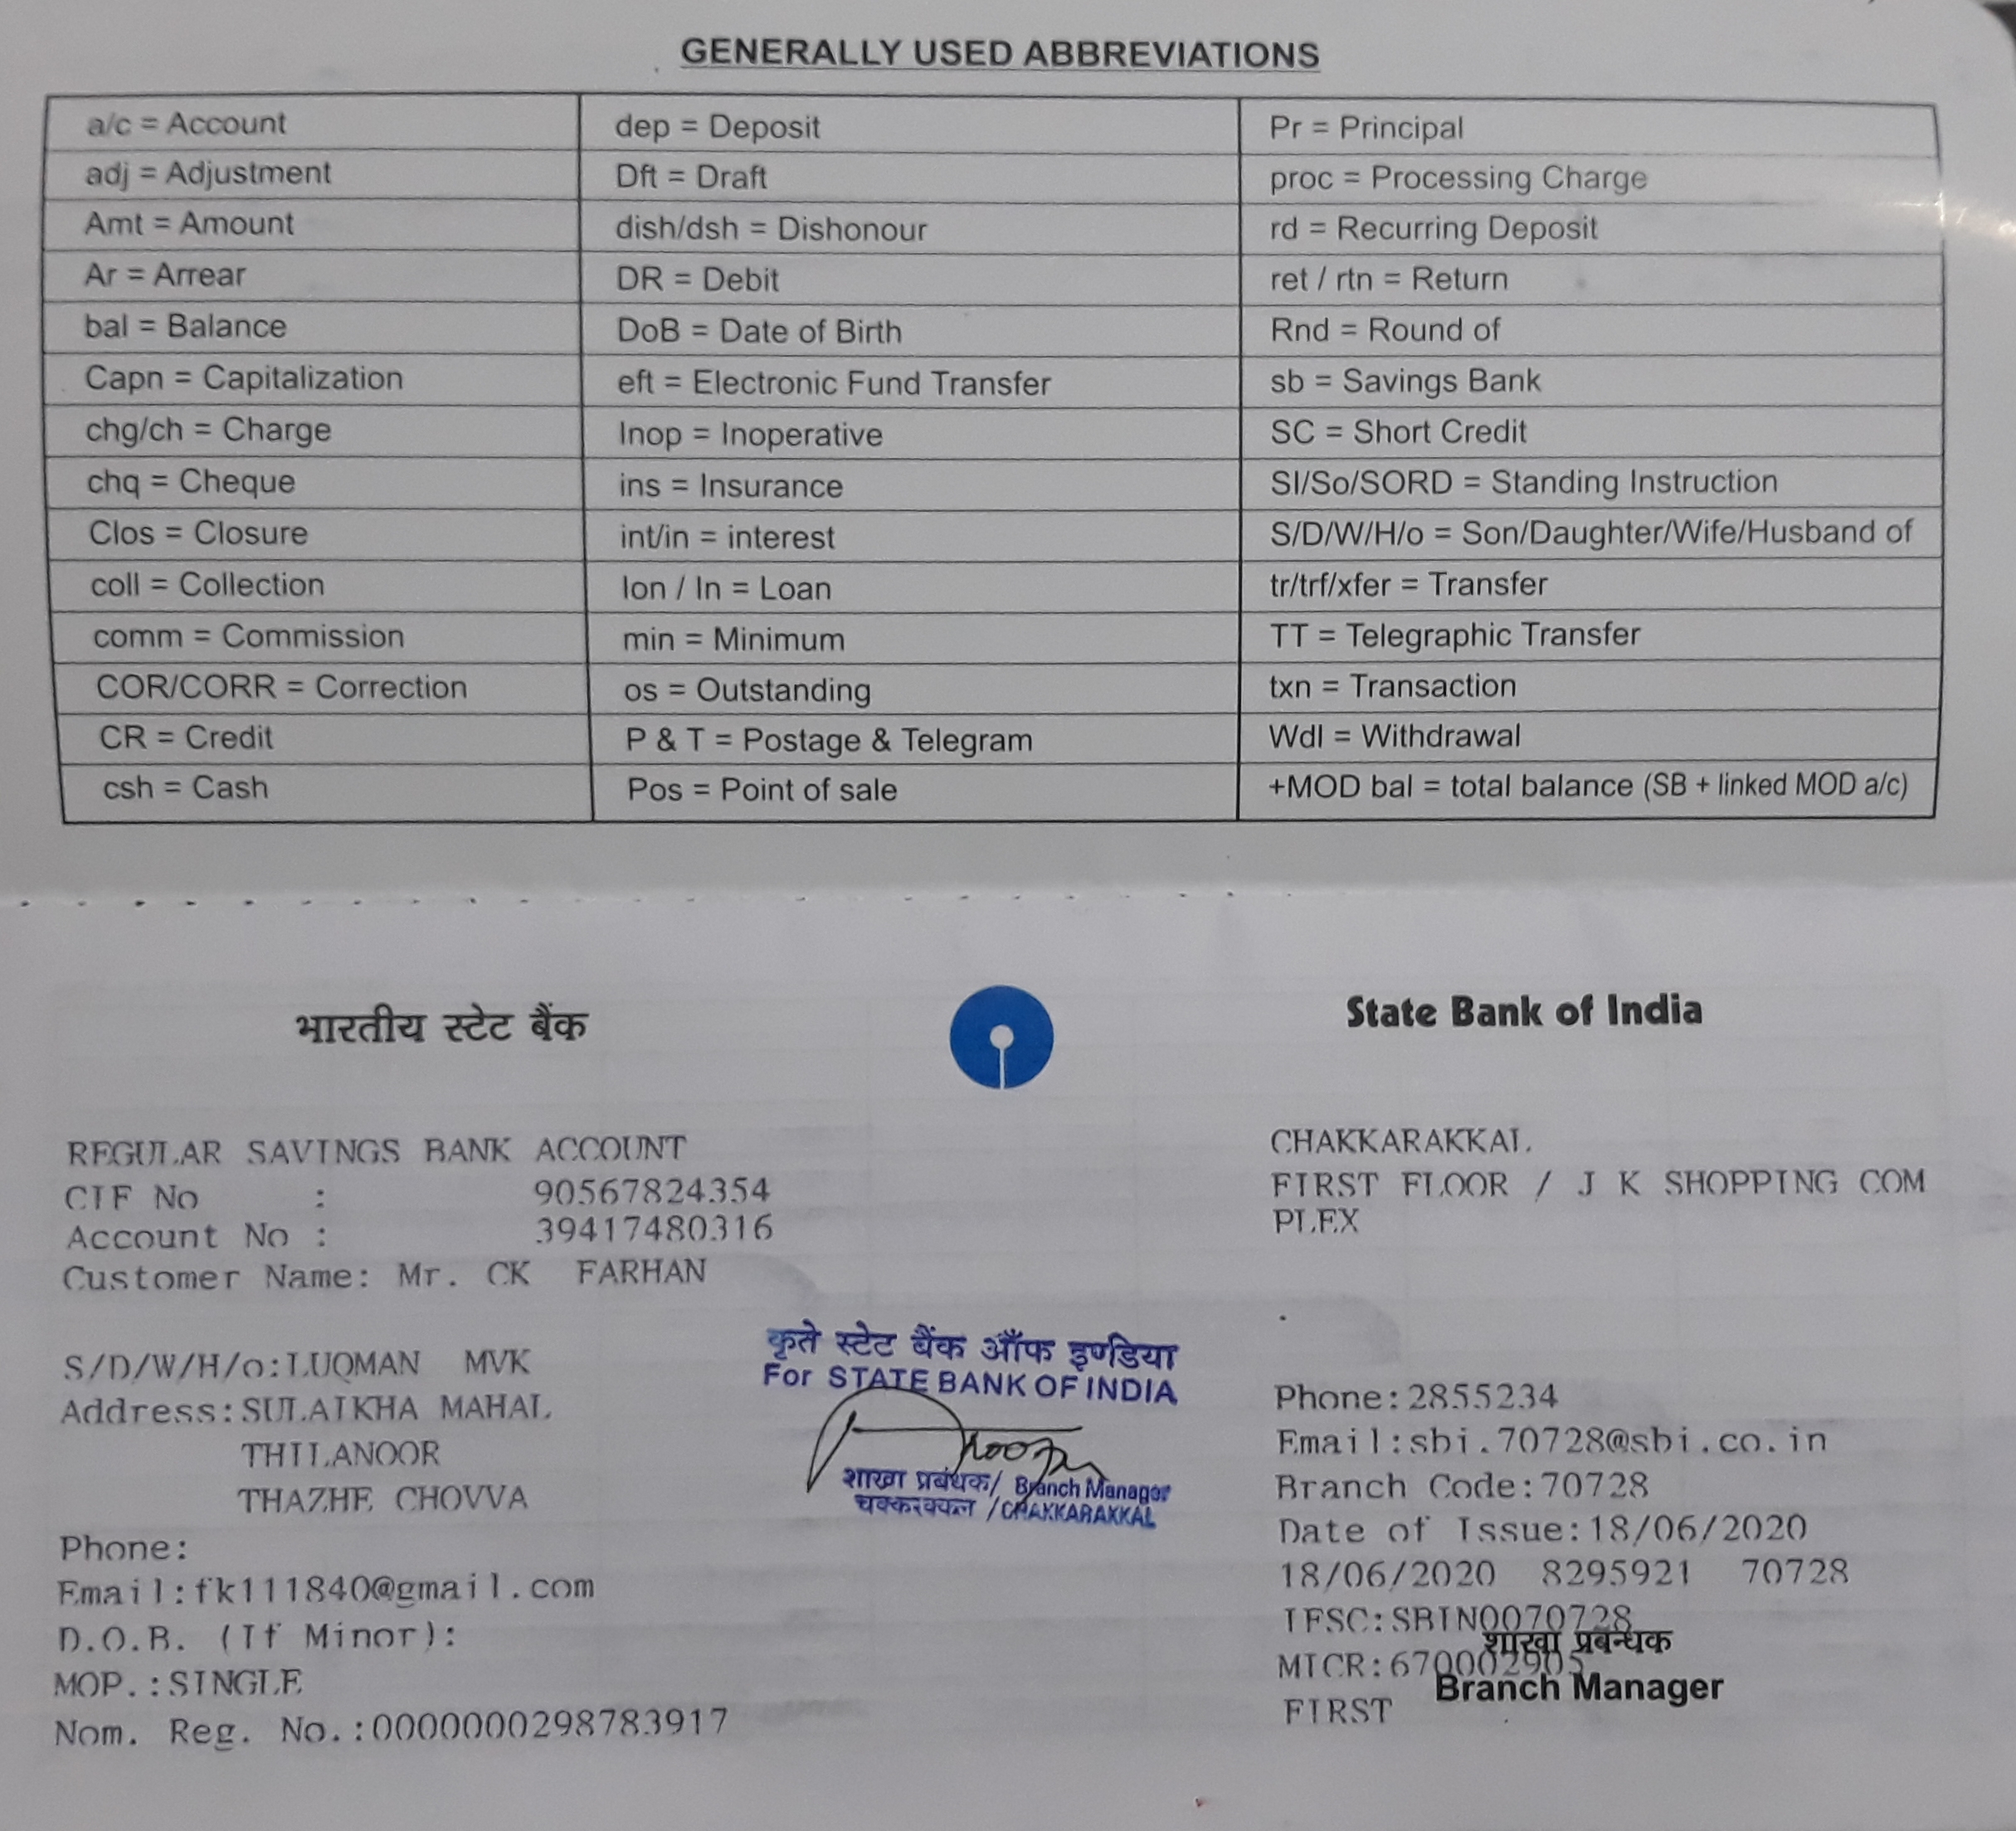 GENERALLY USED ABBREVIATIONS
a/c = Account
dep = Deposit
Pr = Principal
adj = Adjustment
Dft = Draft
proc = Processing Charge
Amt = Amount
dish/dsh = Dishonour
rd = Recurring Deposit
Ar = Arrear
DR = Debit
ret / rtn = Return
bal = Balance
DoB = Date of Birth
Rnd = Round of
Capn = Capitalization
eft = Electronic Fund Transfer
sb = Savings Bank
chg/ch = Charge
Inop = Inoperative
SC = Short Credit
chq = Cheque
ins = Insurance
SI/So/SORD = Standing Instruction
Clos = Closure
int/in = interest
S/D/W/H/o = Son/Daughter/Wife/Husband of
coll = Collection
lon / ln = Loan
tr/trf/xfer = Transfer
comm = Commission
min = Minimum
TT = Telegraphic Transfer
COR/CORR = Correction
os = Outstanding
txn = Transaction
CR = Credit
P & T = Postage & Telegram
Wdl = Withdrawal
csh = Cash
Pos = Point of sale
+MOD bal = total balance (SB + linked MOD a/c)
भारतीय स्टेट बैंक
State Bank of India
REGULAR SAVINGS BANK ACCOUNT
CIF No : 90567824354
Account No : 39417480316
Customer Name: Mr. CK FARHAN
S/D/W/H/o:LUQMAN MVK
Address:SULAIKHA MAHAL
THILANOOR
THAZHE CHOVVA
Phone:
Email:fk111840@gmail.com
D.O.B. (If Minor):
MOP.:SINGLE
Nom. Reg. No.:0000000298783917
कृते स्टेट बैंक ऑफ इण्डिया
For STATE BANK OF INDIA
शाखा प्रबंधक/ Branch Manager
चक्करक्कल /CHAKKARAKKAL
CHAKKARAKKAL
FIRST FLOOR / J K SHOPPING COM
PLEX
Phone:2855234
Email:sbi.70728@sbi.co.in
Branch Code:70728
Date of Issue:18/06/2020
18/06/2020 8295921 70728
IFSC:SBIN0070728
शाखा प्रबन्धक
MICR:670002905
Branch Manager
FIRST